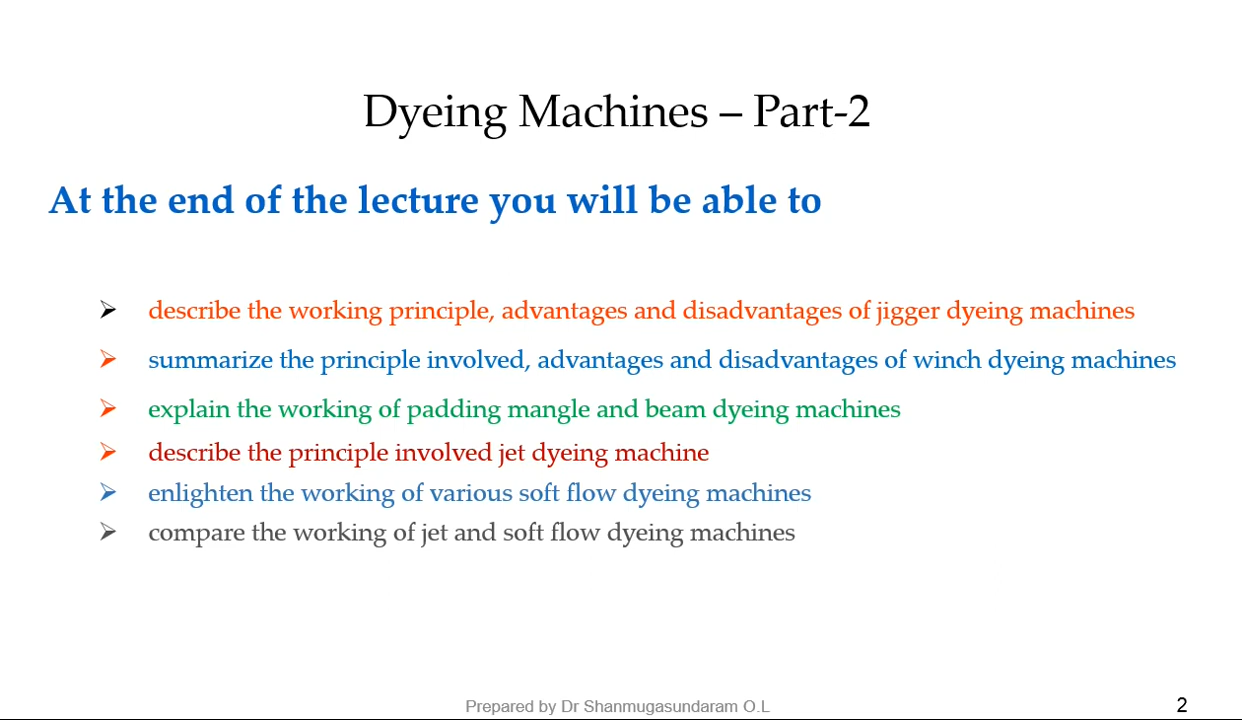 Dyeing Machines – Part-2
At the end of the lecture you will be able to
➢ describe the working principle, advantages and disadvantages of jigger dyeing machines
➢ summarize the principle involved, advantages and disadvantages of winch dyeing machines
➢ explain the working of padding mangle and beam dyeing machines
➢ describe the principle involved jet dyeing machine
➢ enlighten the working of various soft flow dyeing machines
➢ compare the working of jet and soft flow dyeing machines
Prepared by Dr Shanmugasundaram O.L
2